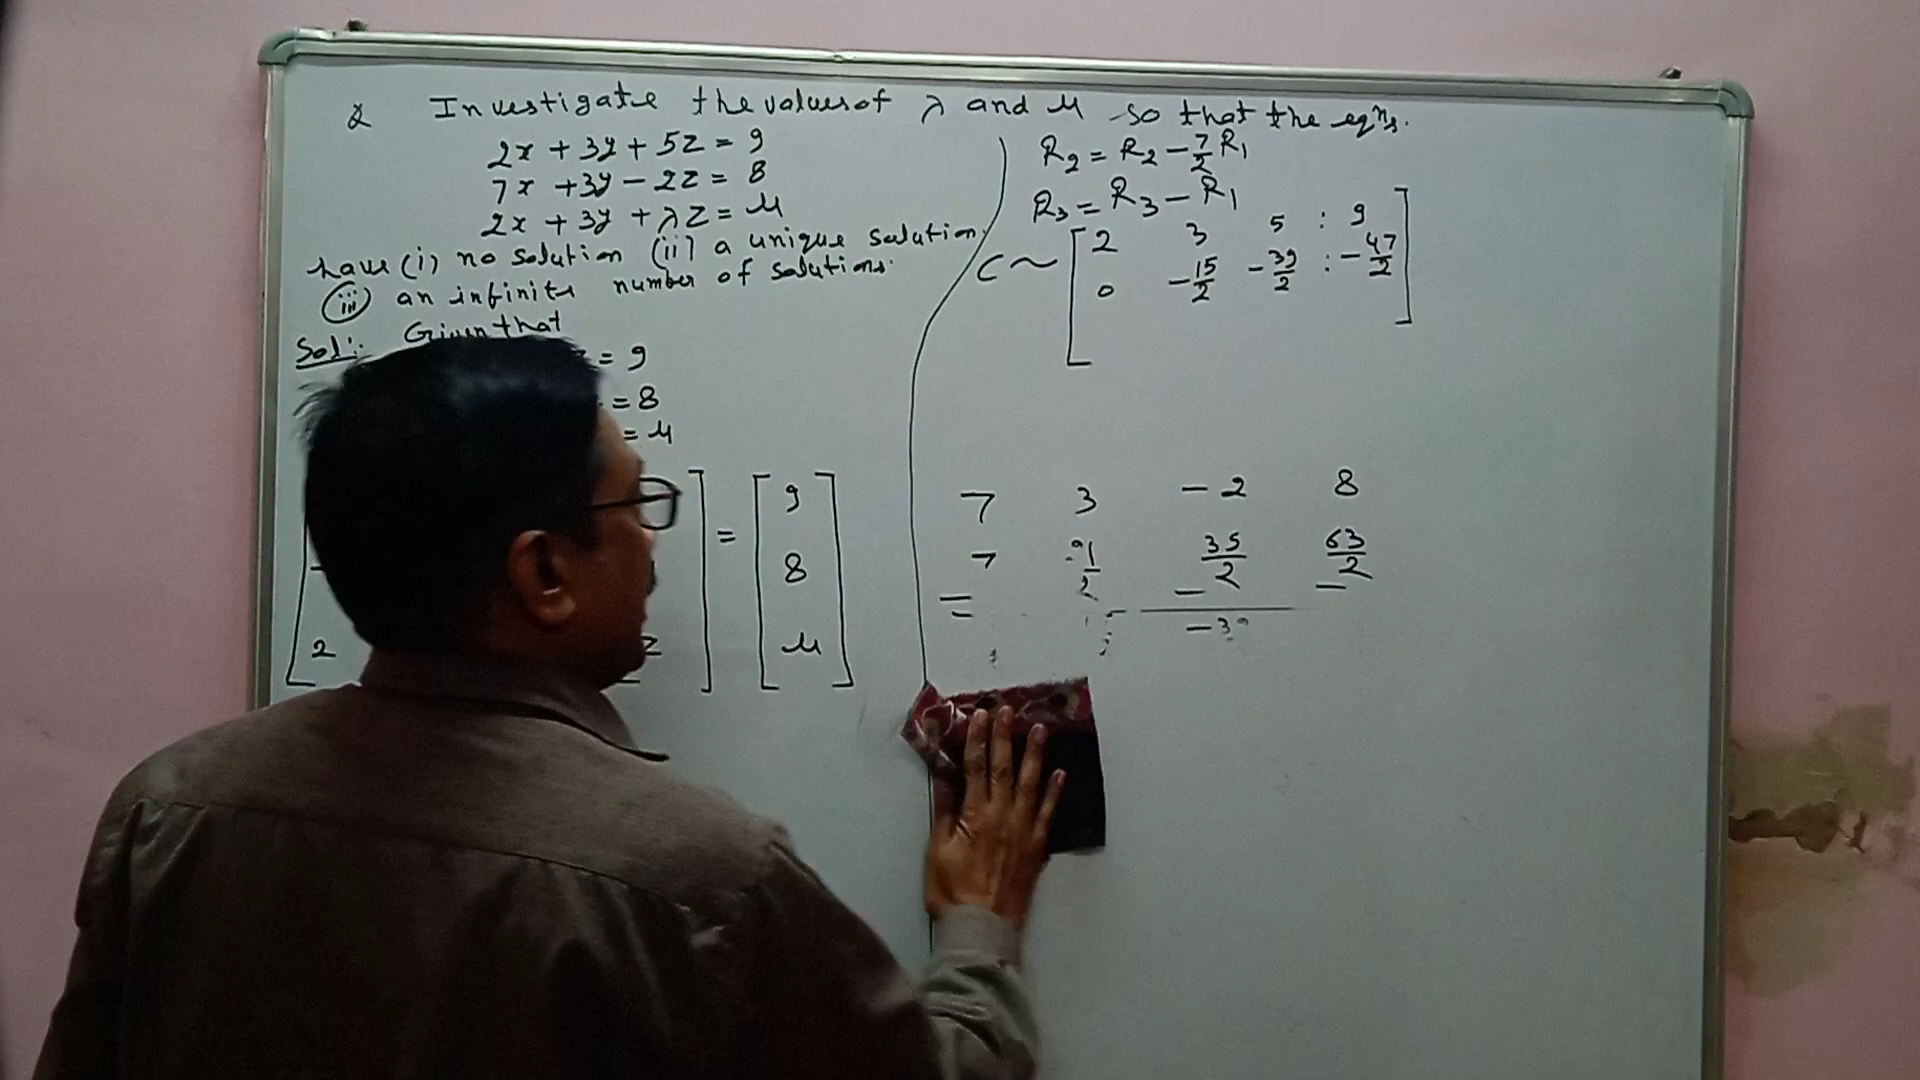 Q Investigate the values of λ and μ so that the eqns.
2x + 3y + 5z = 9
7x + 3y - 2z = 8
2x + 3y + λz = μ
have (i) no solution (ii) a unique solution.
(iii) an infinite number of solutions.
Sol: Given that
= 9
= 8
= μ
= [ 9
8
2 z μ ]
R2 = R2 - 7/2 R1
R3 = R3 - R1
C ~ [ 2 3 5 : 9
0 -15/2 -39/2 : -47/2 ]
7 3 -2 8
7 35/2 63/2
- -
-39